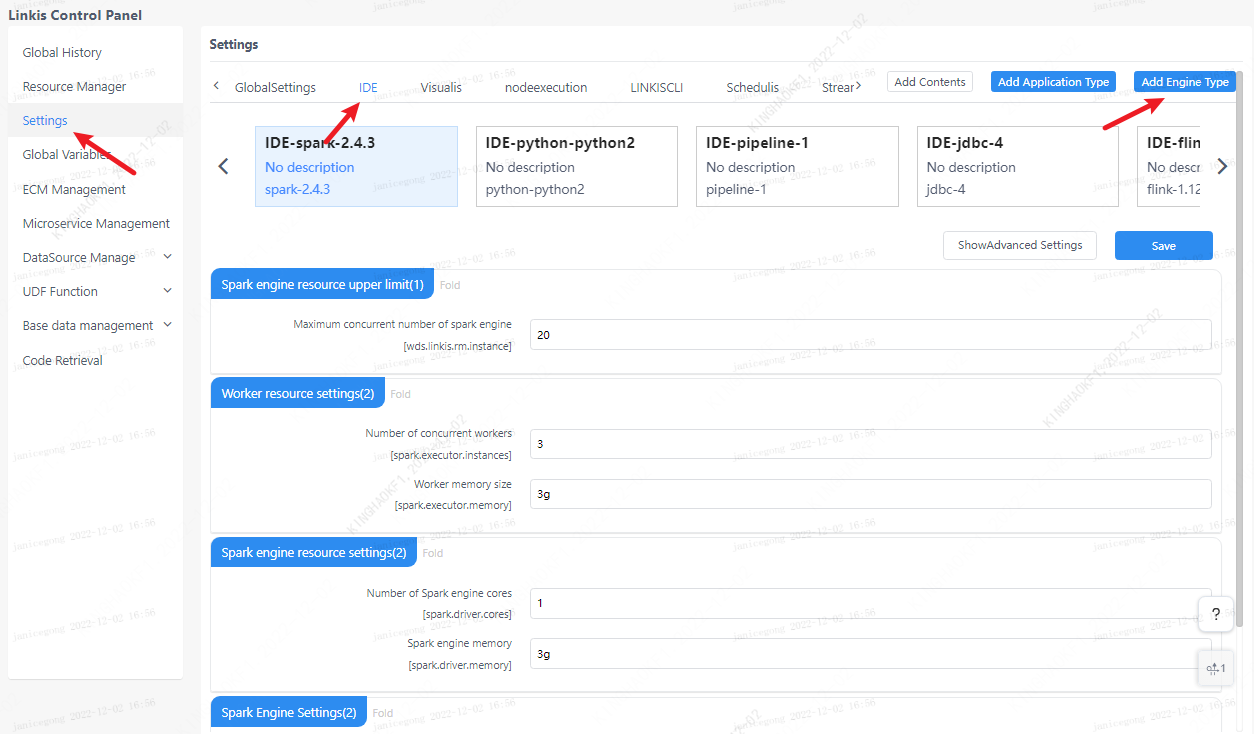 Linkis Control Panel
Global History
Resource Manager
Settings
Global Variables
ECM Management
Microservice Management
DataSource Manage
UDF Function
Base data management
Code Retrieval
Settings
GlobalSettings
IDE
Visualis
nodeexecution
LINKISCLI
Schedulis
Strear
Add Contents
Add Application Type
Add Engine Type
IDE-spark-2.4.3
No description
spark-2.4.3
IDE-python-python2
No description
python-python2
IDE-pipeline-1
No description
pipeline-1
IDE-jdbc-4
No description
jdbc-4
IDE-flin
No descr
flink-1.12
ShowAdvanced Settings
Save
Spark engine resource upper limit(1)
Fold
Maximum concurrent number of spark engine
[wds.linkis.rm.instance]
20
Worker resource settings(2)
Fold
Number of concurrent workers
[spark.executor.instances]
3
Worker memory size
[spark.executor.memory]
3g
Spark engine resource settings(2)
Fold
Number of Spark engine cores
[spark.driver.cores]
1
Spark engine memory
[spark.driver.memory]
3g
?
1
Spark Engine Settings(2)
Fold
janicegong 2022-12-02 16:56
KINGHAOKF1, 2022-12-02